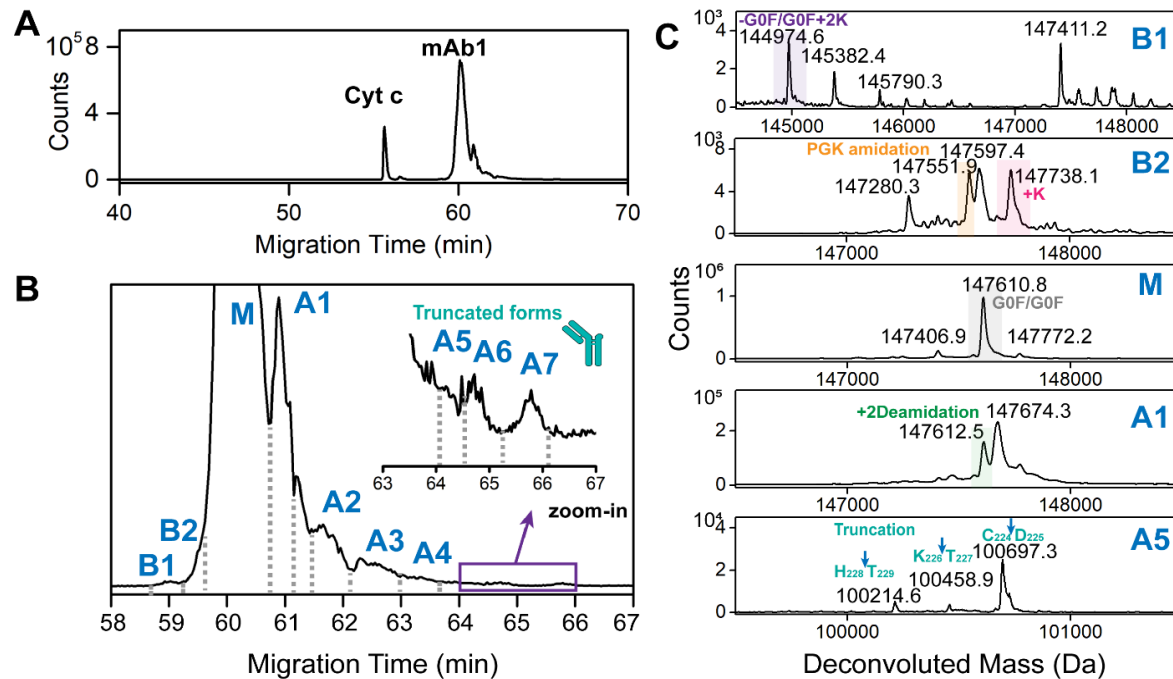 A
10^5 8
4
0
Counts
Cyt c
mAb1
40 50 60 70
Migration Time (min)
B
M
A1
B1
B2
A2
A3
A4
Truncated forms
A5
A6
A7
63 64 65 66 67
zoom-in
58 59 60 61 62 63 64 65 66 67
Migration Time (min)
C
Counts
10³
4
2
0
-G0F/G0F+2K
144974.6
145382.4
145790.3
147411.2
B1
145000 146000 147000 148000
10³
8
4
0
PGK amidation
147597.4
147551.9
147280.3
147738.1
+K
B2
147000 148000
10⁶
1
0
147610.8
G0F/G0F
147406.9
147772.2
M
147000 148000
10⁵
2
0
+2Deamidation
147674.3
147612.5
A1
147000 148000
10⁴
4
2
0
Truncation
C₂₂₄D₂₂₅
K₂₂₆T₂₂₇
100697.3
H₂₂₈T₂₂₉
100458.9
100214.6
A5
100000 101000
Deconvoluted Mass (Da)